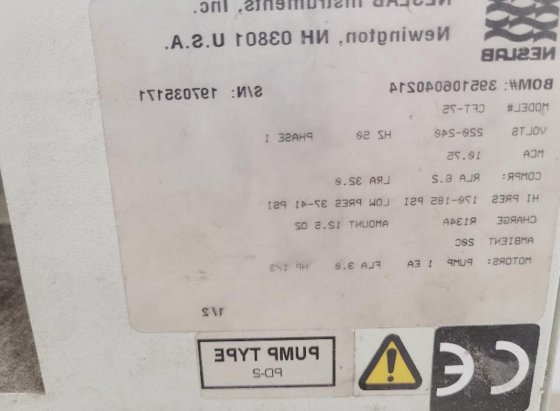 NESLAB
NESLAB Instruments, Inc.
Newington, NH 03801 U.S.A.
BOM#: 395106040214 S/N: 197035171
MODEL# CFT-75
VOLTS 220-240 HZ 50 PHASE 1
MCA 10.75
COMPR: RLA 6.2 LRA 32.0
HI PRES 170-185 PSI LOW PRES 37-41 PSI
CHARGE R134A AMOUNT 12.5 OZ
AMBIENT 20C
MOTORS: PUMP 1 EA FLA 3.0 HP 1/3
1/2
CE
PUMP TYPE
PD-2